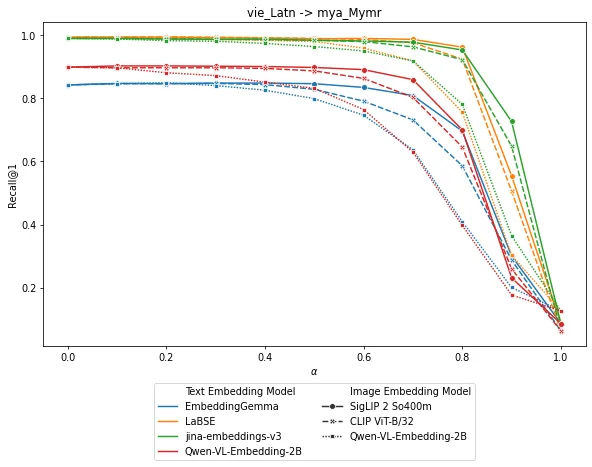 vie_Latn -> mya_Mymr
1.0
0.8
0.6
0.4
0.2
Recall@1
0.0 0.2 0.4 0.6 0.8 1.0
α
Text Embedding Model Image Embedding Model
EmbeddingGemma SigLIP 2 So400m
LaBSE CLIP ViT-B/32
jina-embeddings-v3 Qwen-VL-Embedding-2B
Qwen-VL-Embedding-2B